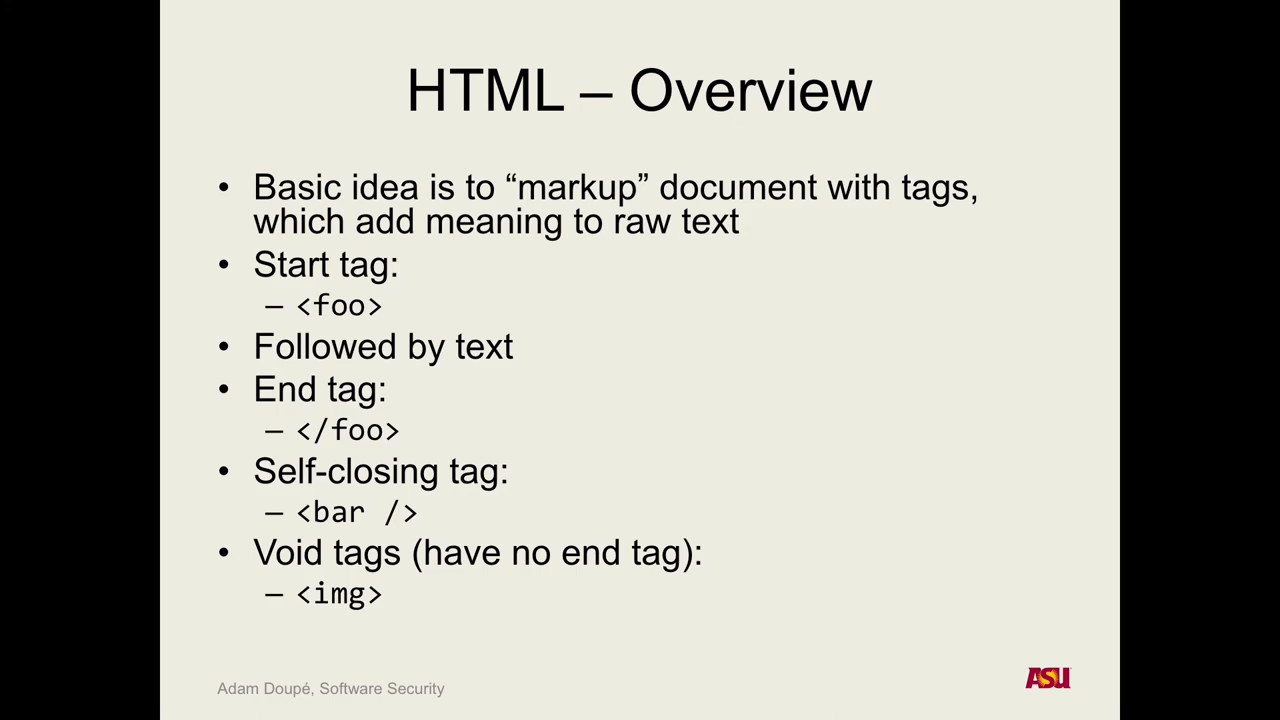 HTML – Overview
• Basic idea is to “markup” document with tags,
which add meaning to raw text
• Start tag:
– <foo>
• Followed by text
• End tag:
– </foo>
• Self-closing tag:
– <bar />
• Void tags (have no end tag):
– <img>
Adam Doupé, Software Security
ASU